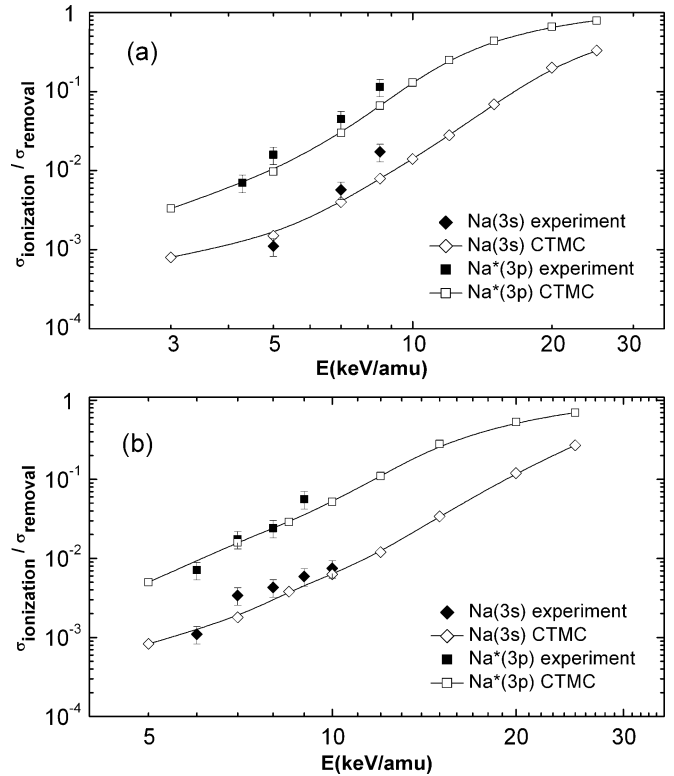 1
(a)
10⁻¹
10⁻²
10⁻³
10⁻⁴
σionization / σremoval
Na(3s) experiment
Na(3s) CTMC
Na*(3p) experiment
Na*(3p) CTMC
3 5 10 20 30
E(keV/amu)
1
(b)
10⁻¹
10⁻²
10⁻³
10⁻⁴
σionization / σremoval
Na(3s) experiment
Na(3s) CTMC
Na*(3p) experiment
Na*(3p) CTMC
5 10 20 30
E(keV/amu)